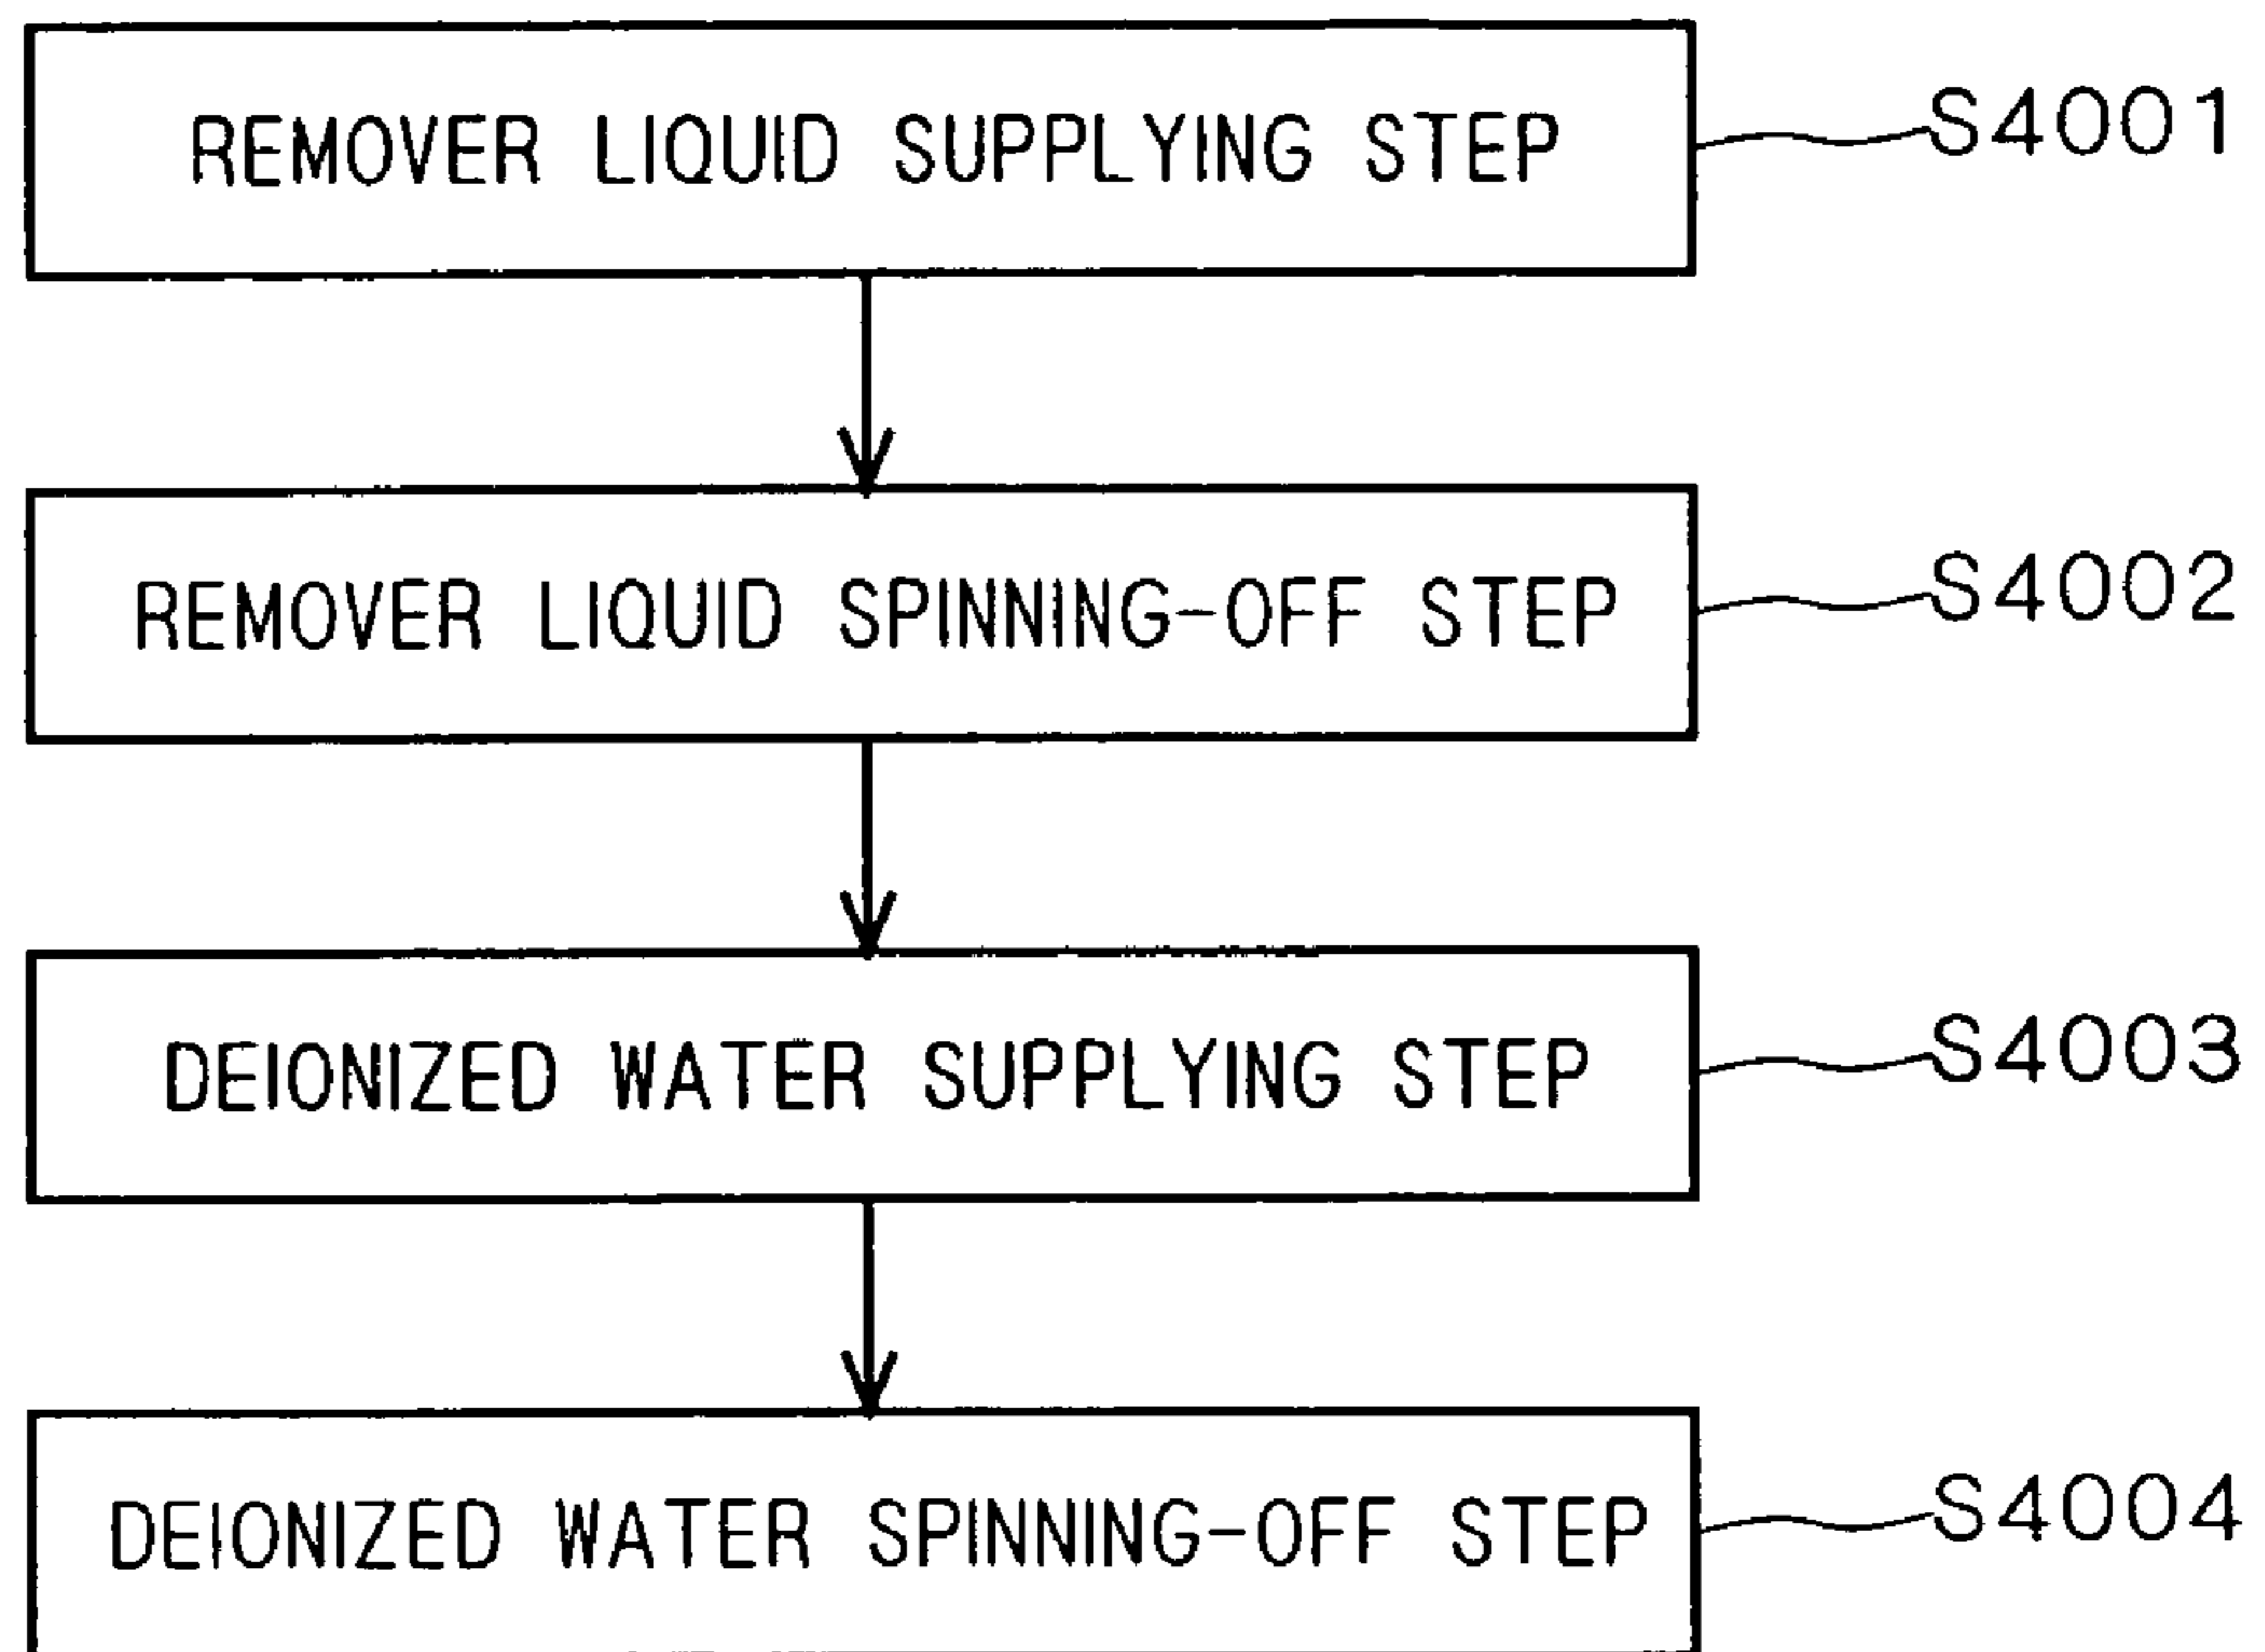 REMOVER LIQUID SUPPLYING STEP S4001
REMOVER LIQUID SPINNING-OFF STEP S4002
DEIONIZED WATER SUPPLYING STEP S4003
DEIONIZED WATER SPINNING-OFF STEP S4004